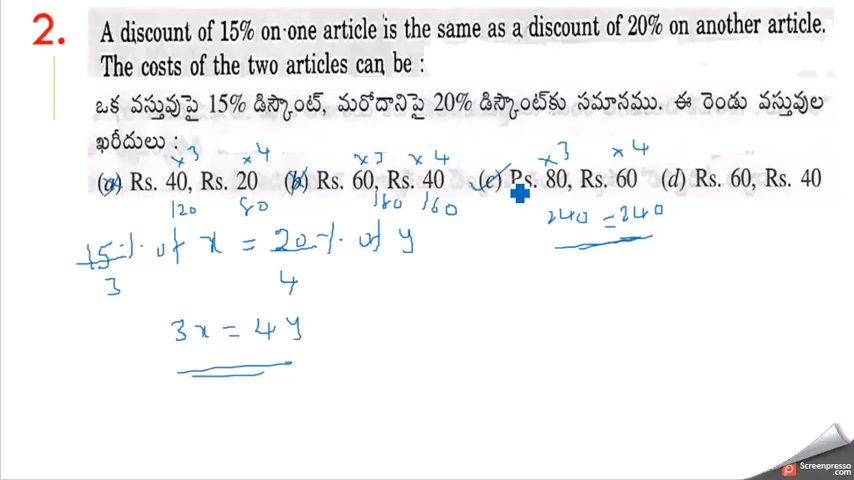 2. A discount of 15% on one article is the same as a discount of 20% on another article.
The costs of the two articles can be :
ఒక వస్తువుపై 15% డిస్కౌంట్, మరోదానిపై 20% డిస్కౌంట్‌కు సమానము. ఈ రెండు వస్తువుల
ఖరీదులు :
×3 ×4 ×3 ×4 ×3 ×4
(a) Rs. 40, Rs. 20 (b) Rs. 60, Rs. 40 (c) Rs. 80, Rs. 60 (d) Rs. 60, Rs. 40
120 80 180 160 240 = 240
15% of x = 20% of y
3 4
3x = 4y
Screenpresso
.com